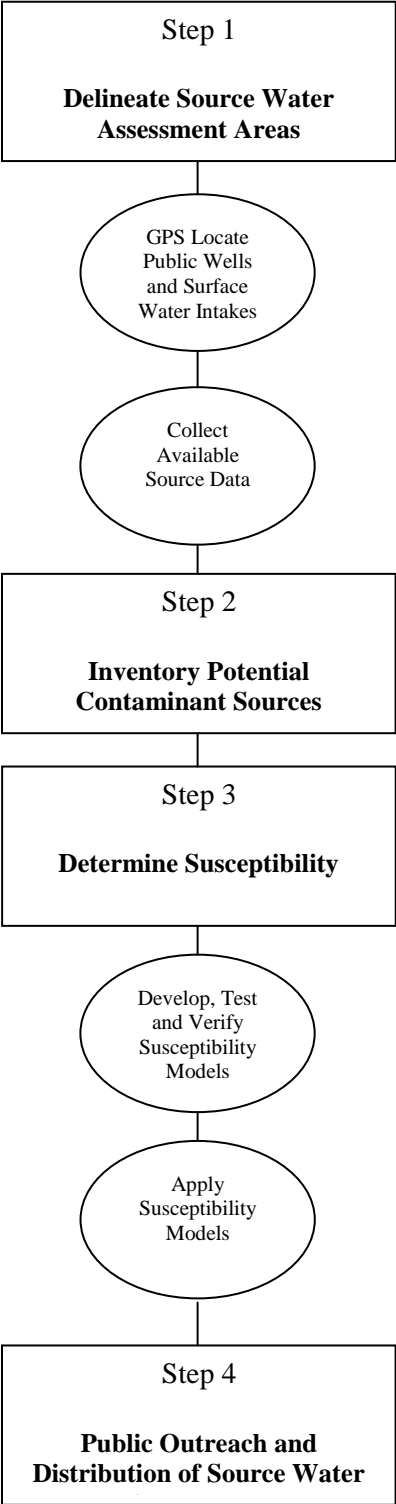 Step 1
Delineate Source Water
Assessment Areas
GPS Locate
Public Wells
and Surface
Water Intakes
Collect
Available
Source Data
Step 2
Inventory Potential
Contaminant Sources
Step 3
Determine Susceptibility
Develop, Test
and Verify
Susceptibility
Models
Apply
Susceptibility
Models
Step 4
Public Outreach and
Distribution of Source Water